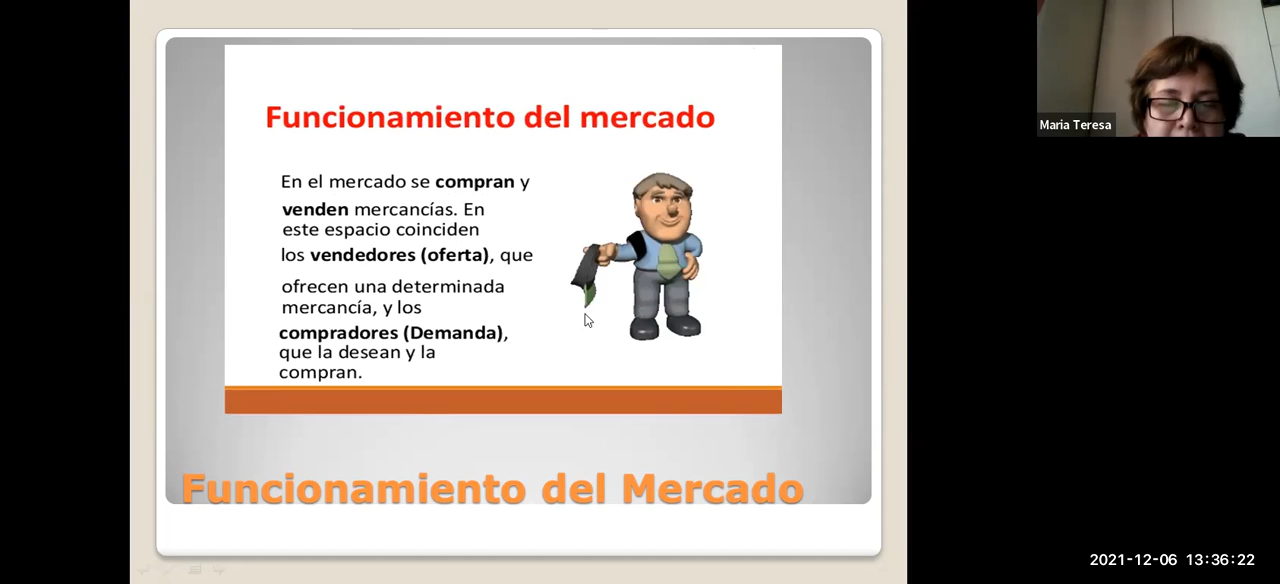 Funcionamiento del mercado
En el mercado se compran y
venden mercancías. En
este espacio coinciden
los vendedores (oferta), que
ofrecen una determinada
mercancía, y los
compradores (Demanda),
que la desean y la
compran.
Funcionamiento del Mercado
Maria Teresa
2021-12-06 13:36:22